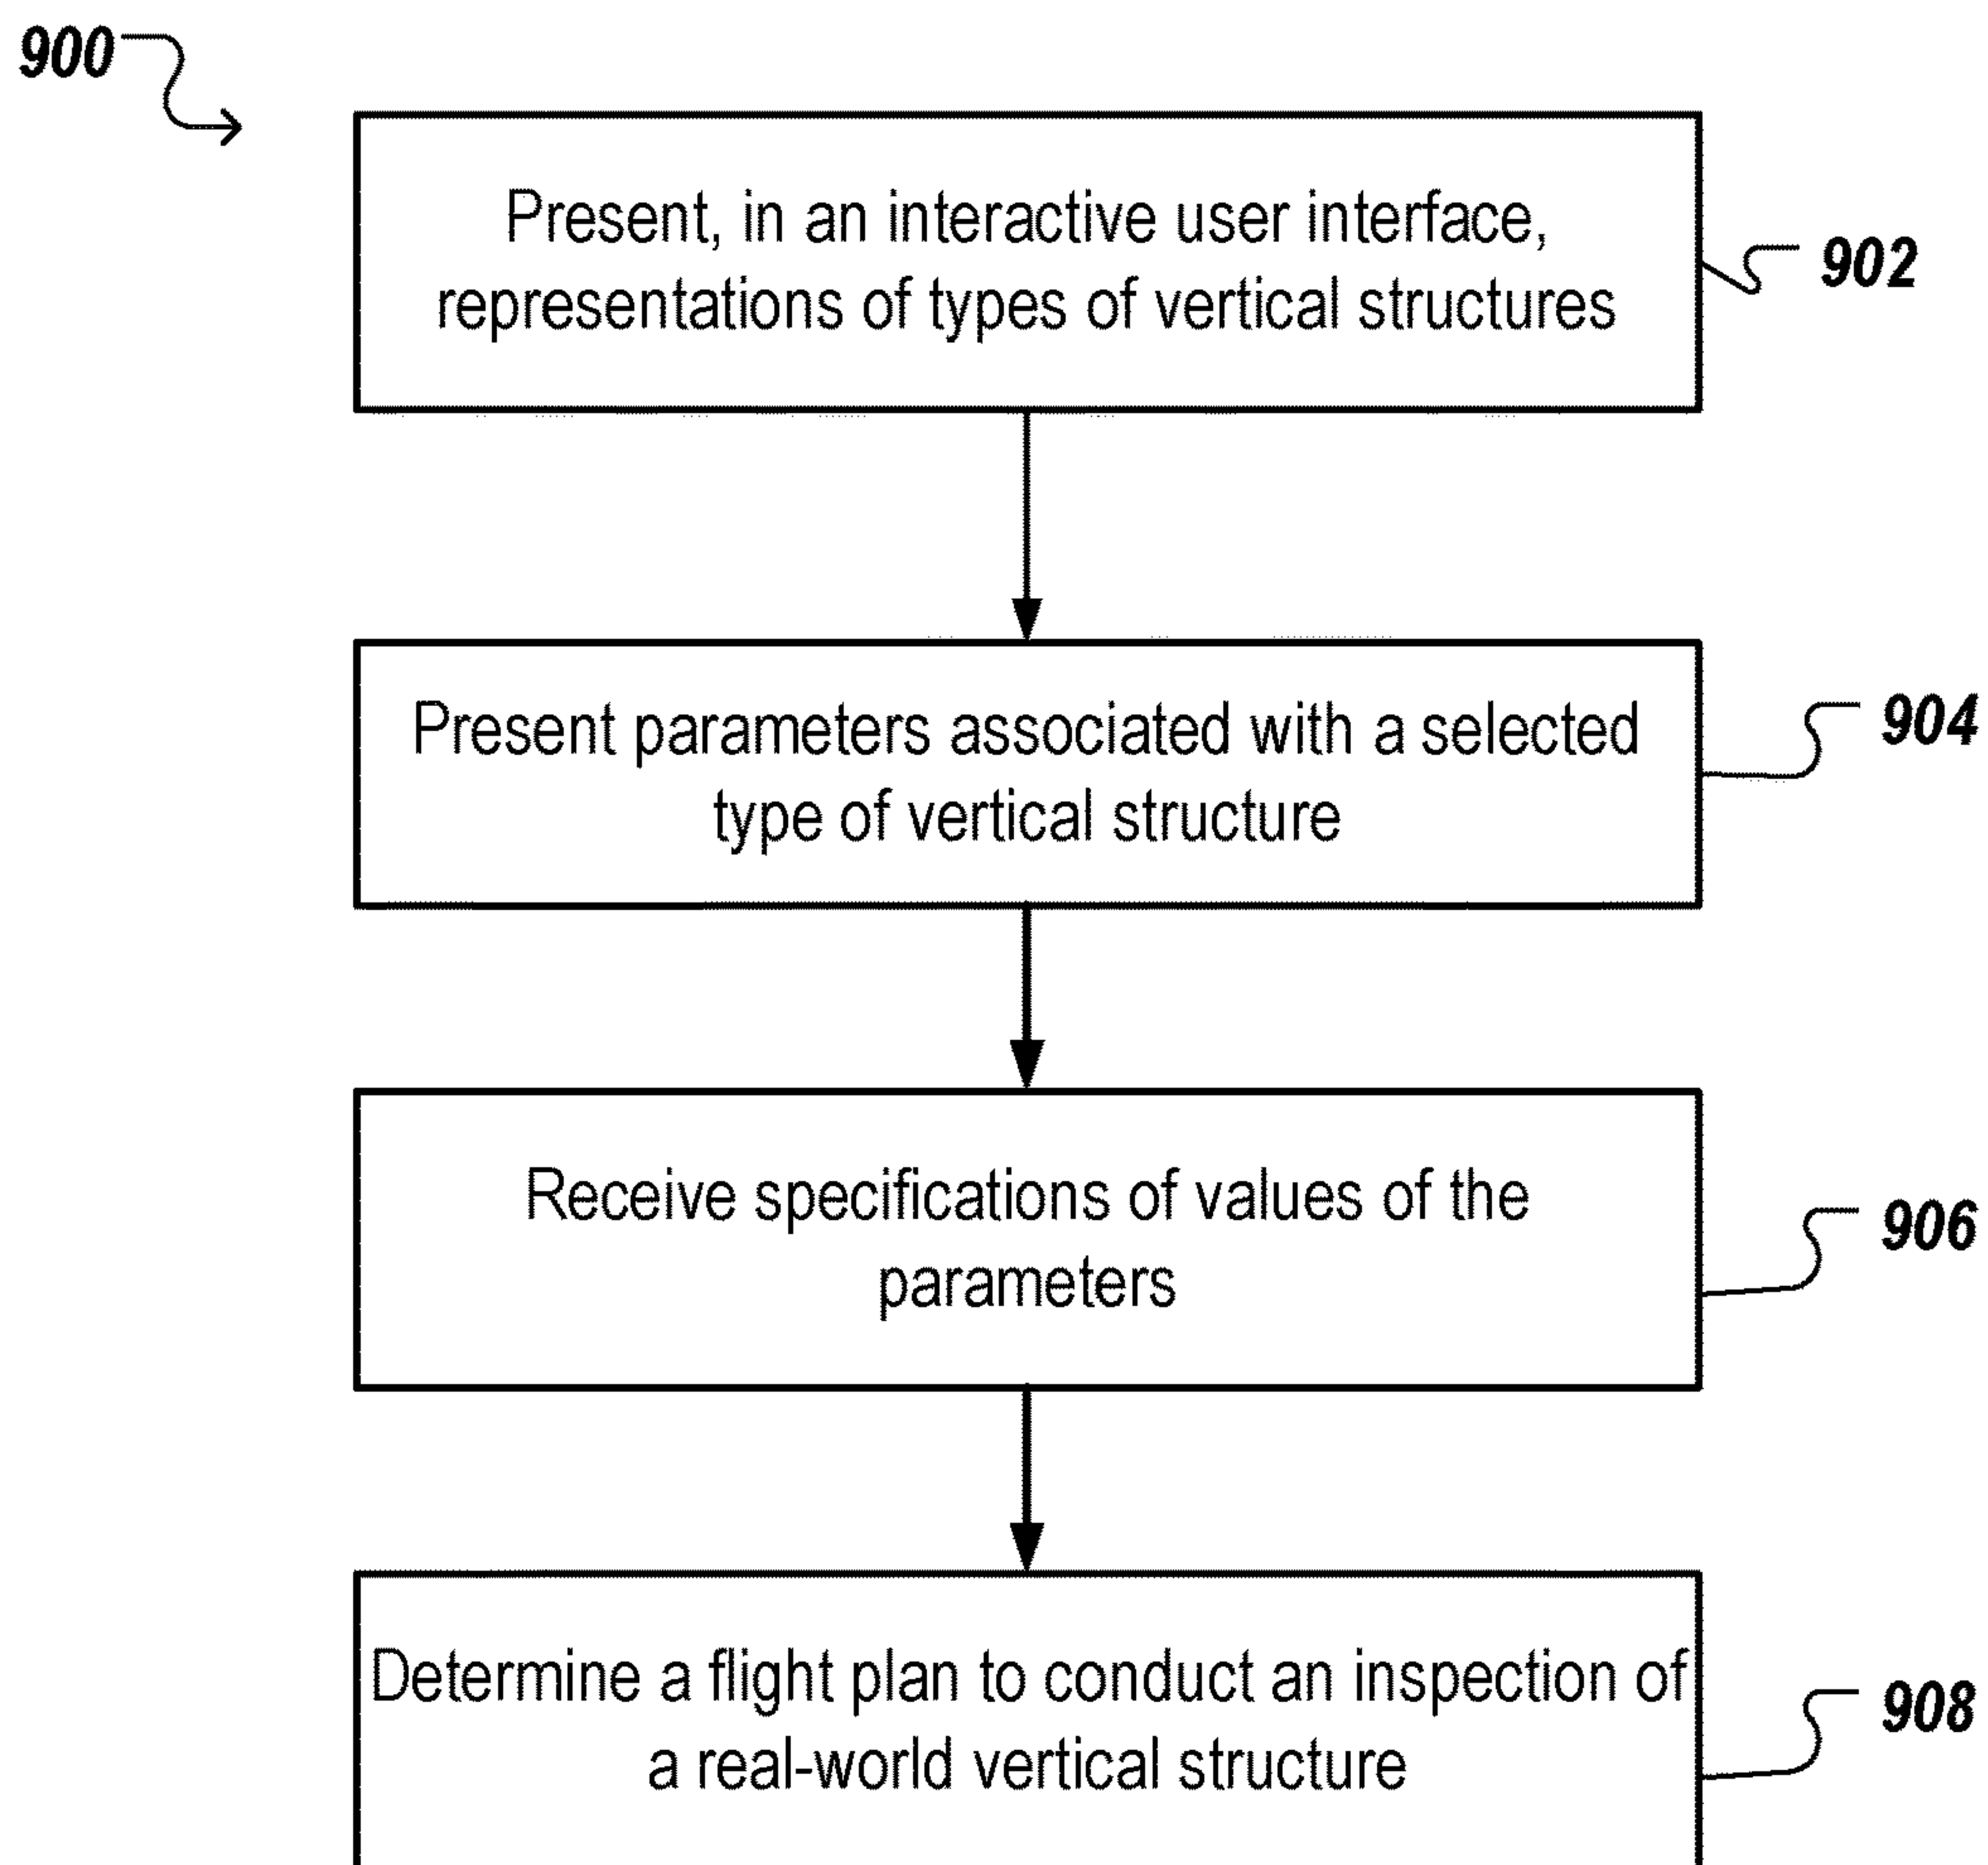 900
Present, in an interactive user interface,
representations of types of vertical structures
902
Present parameters associated with a selected
type of vertical structure
904
Receive specifications of values of the
parameters
906
Determine a flight plan to conduct an inspection of
a real-world vertical structure
908